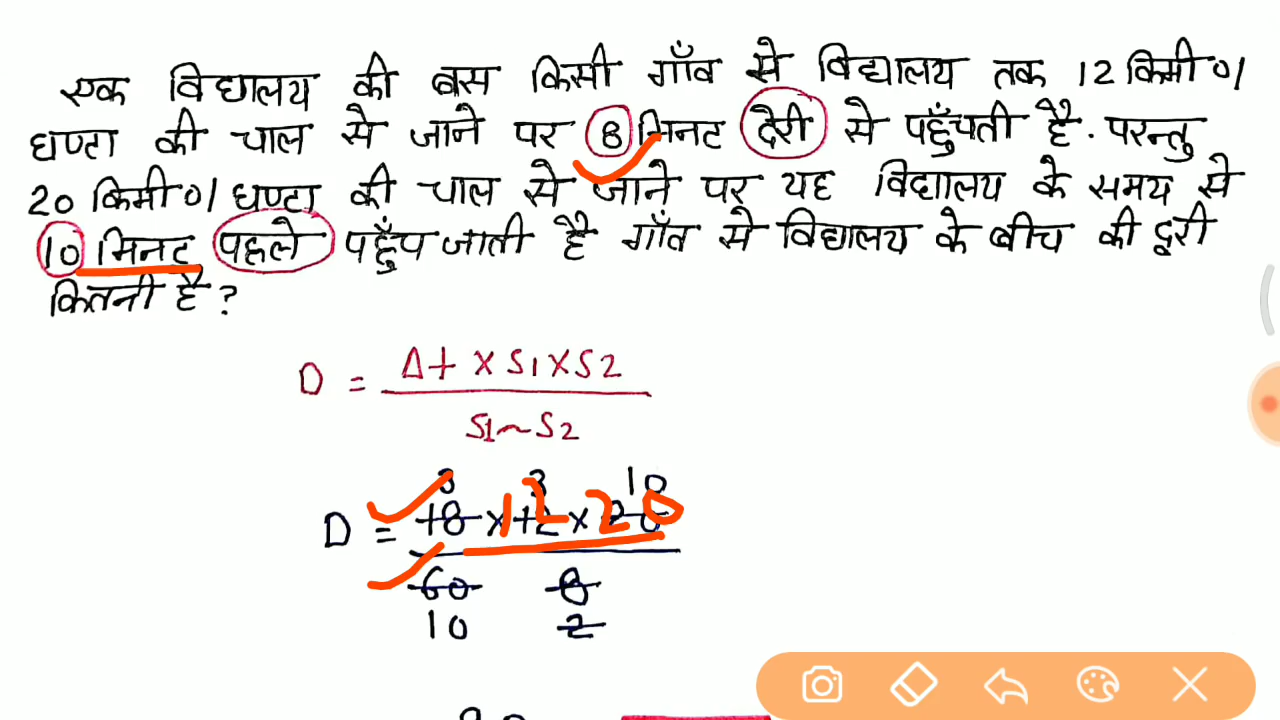 एक विद्यालय की बस किसी गाँव से विद्यालय तक 12 किमी०/
घण्टा की चाल से जाने पर 8 मिनट देरी से पहुँचती है. परन्तु
20 किमी०/ घण्टा की चाल से जाने पर यह विद्यालय के समय से
10 मिनट पहले पहुँप जाती है गाँव से विद्यालय के बीच की दूरी
कितनी है?
D = Δt × S1 × S2
S1 ~ S2
3 3 10
D = 18 × 12 × 20
60 8
10 2